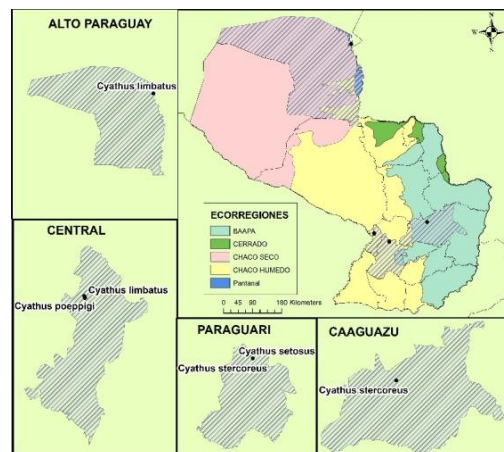 ALTO PARAGUAY
Cyathus limbatus
N
W
E
S
ECORREGIONES
BAAPA
CERRADO
CHACO SECO
CHACO HUMEDO
Pantanal
0 45 90 180 Kilometers
CENTRAL
Cyathus limbatus
Cyathus poeppigi
PARAGUARI
Cyathus setosus
Cyathus stercoreus
CAAGUAZU
Cyathus stercoreus